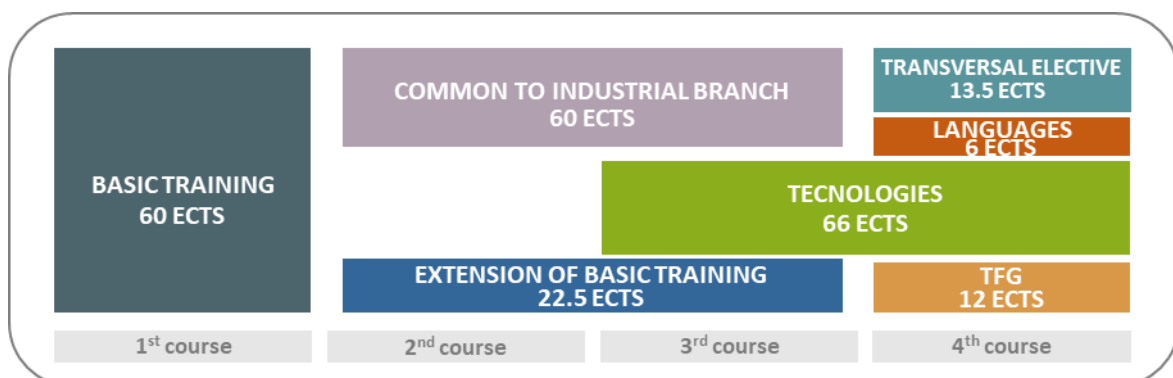 BASIC TRAINING
60 ECTS
COMMON TO INDUSTRIAL BRANCH
60 ECTS
TRANSVERSAL ELECTIVE
13.5 ECTS
LANGUAGES
6 ECTS
TECNOLOGIES
66 ECTS
EXTENSION OF BASIC TRAINING
22.5 ECTS
TFG
12 ECTS
1st course
2nd course
3rd course
4th course